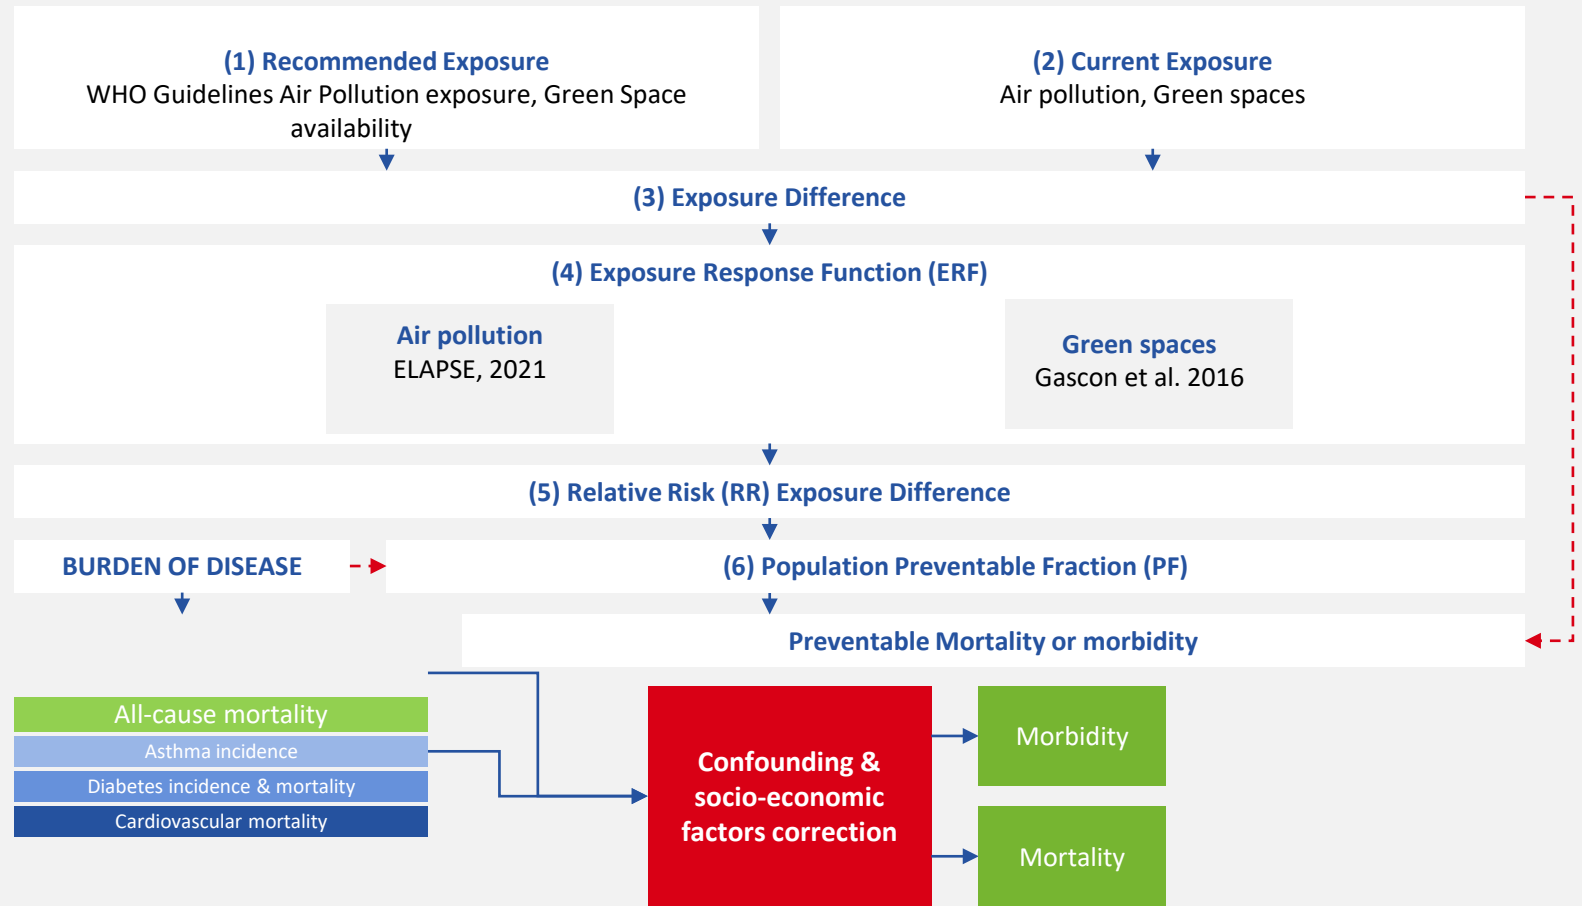 (1) Recommended Exposure
WHO Guidelines Air Pollution exposure, Green Space
availability
(2) Current Exposure
Air pollution, Green spaces
(3) Exposure Difference
(4) Exposure Response Function (ERF)
Air pollution
ELAPSE, 2021
Green spaces
Gascon et al. 2016
(5) Relative Risk (RR) Exposure Difference
BURDEN OF DISEASE
(6) Population Preventable Fraction (PF)
Preventable Mortality or morbidity
All-cause mortality
Asthma incidence
Diabetes incidence & mortality
Cardiovascular mortality
Confounding &
socio-economic
factors correction
Morbidity
Mortality